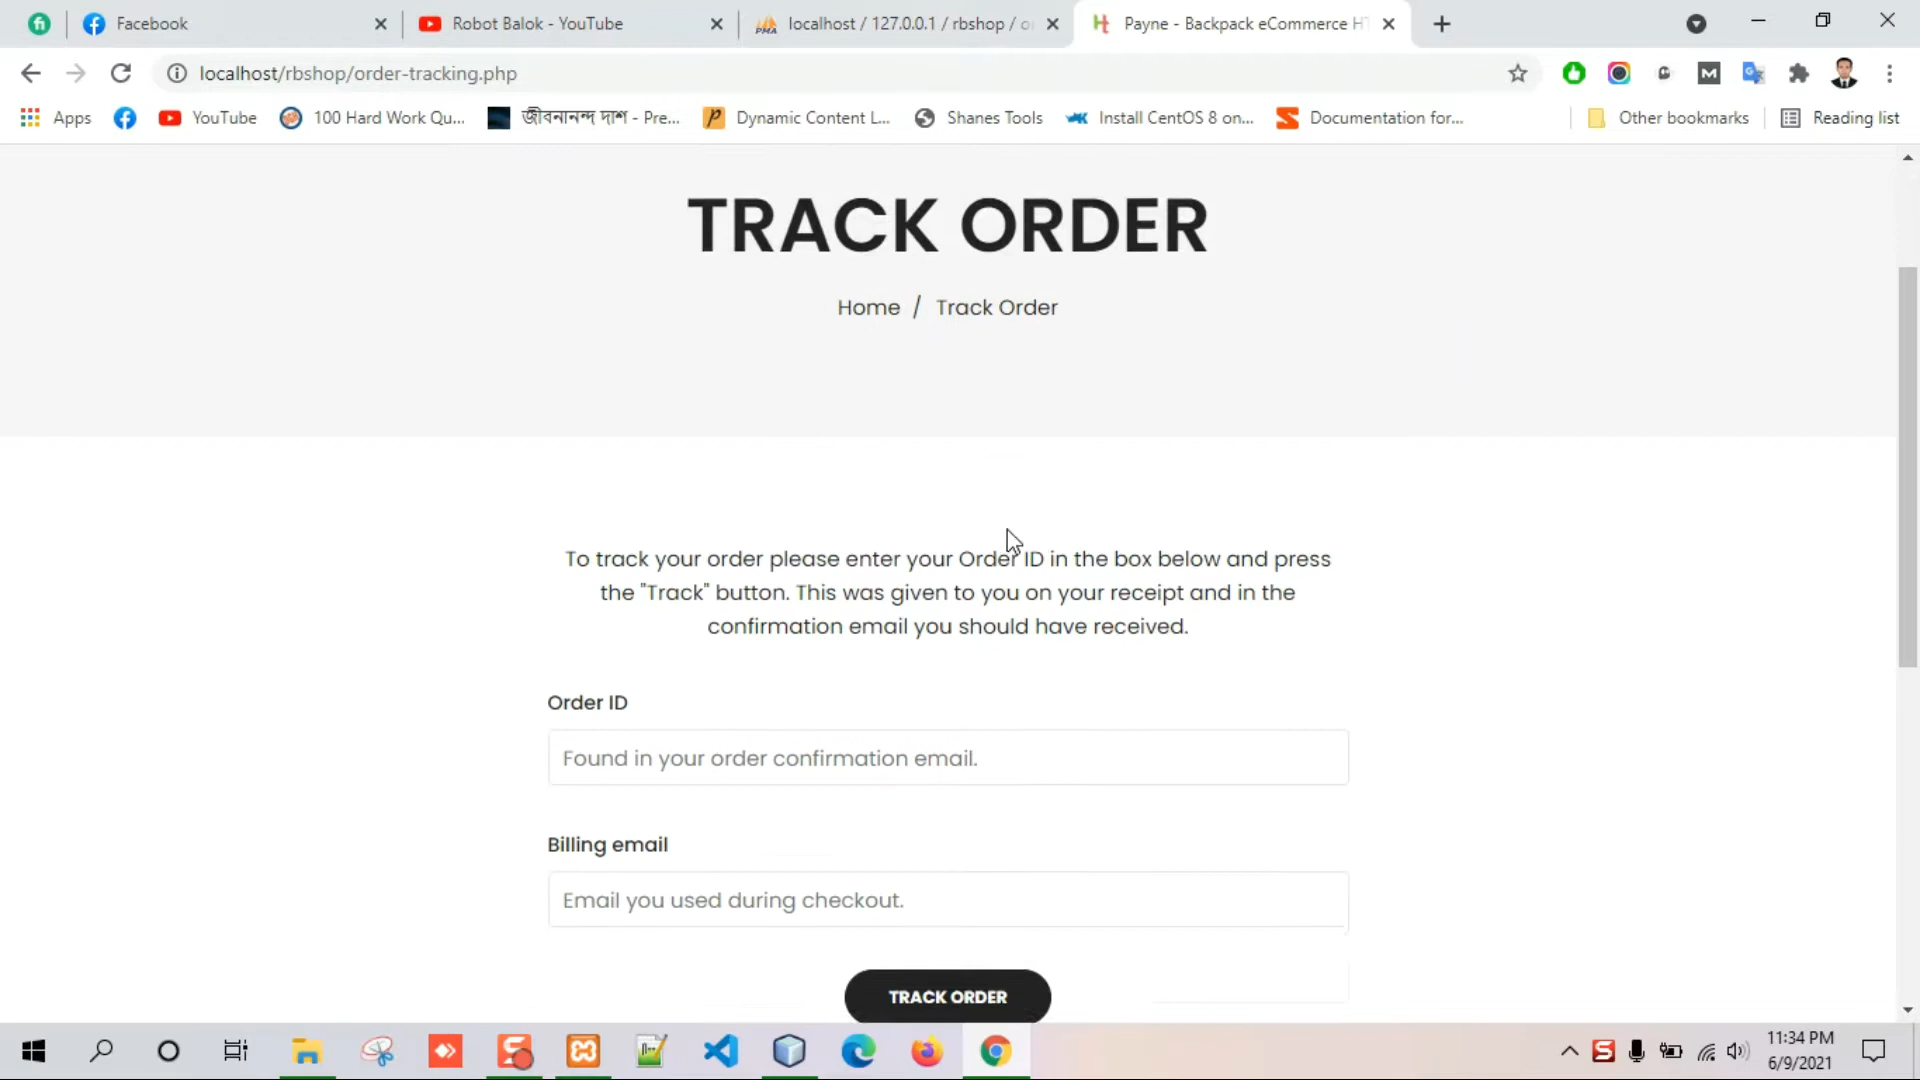 Facebook
Robot Balok - YouTube
localhost / 127.0.0.1 / rbshop / o
Payne - Backpack eCommerce HT
localhost/rbshop/order-tracking.php
Apps
YouTube
100 Hard Work Qu...
জীবনানন্দ দাশ - Pre...
Dynamic Content L...
Shanes Tools
Install CentOS 8 on...
Documentation for...
Other bookmarks
Reading list
TRACK ORDER
Home / Track Order
To track your order please enter your Order ID in the box below and press
the "Track" button. This was given to you on your receipt and in the
confirmation email you should have received.
Order ID
Found in your order confirmation email.
Billing email
Email you used during checkout.
TRACK ORDER
11:34 PM
6/9/2021